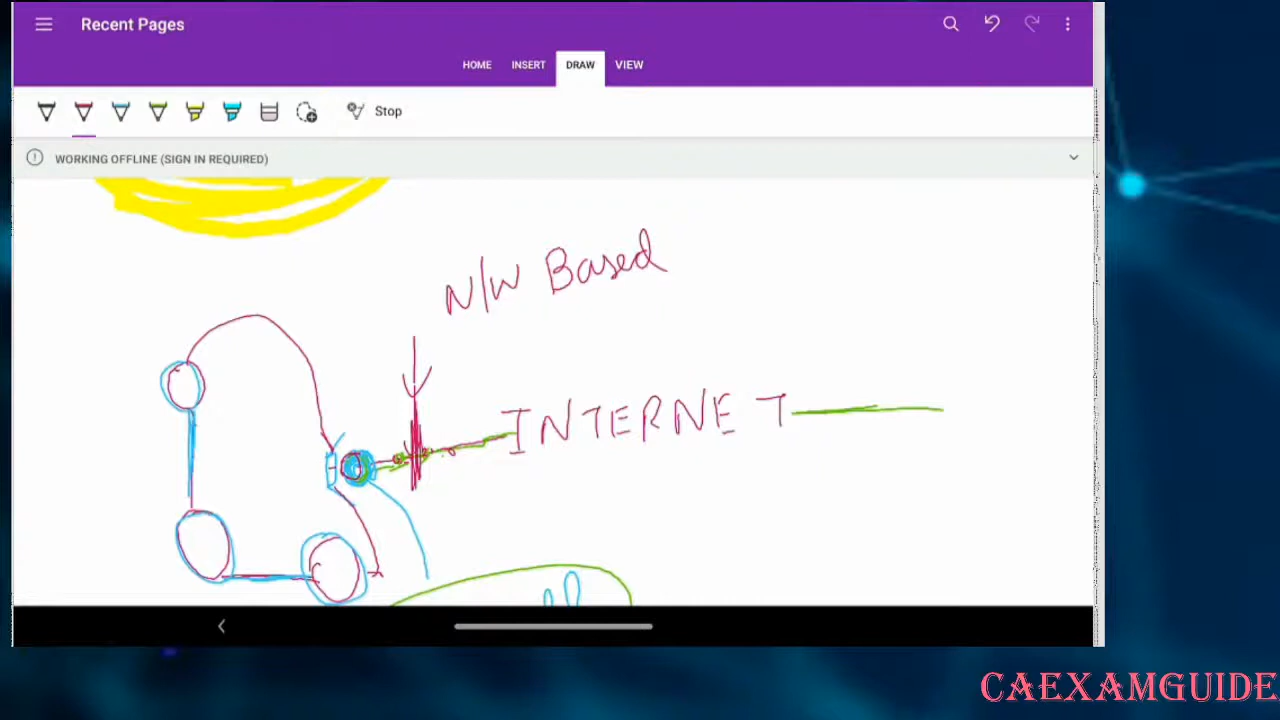 Recent Pages
HOME INSERT DRAW VIEW
Stop
WORKING OFFLINE (SIGN IN REQUIRED)
N/W Based
INTERNET
CAEXAMGUIDE